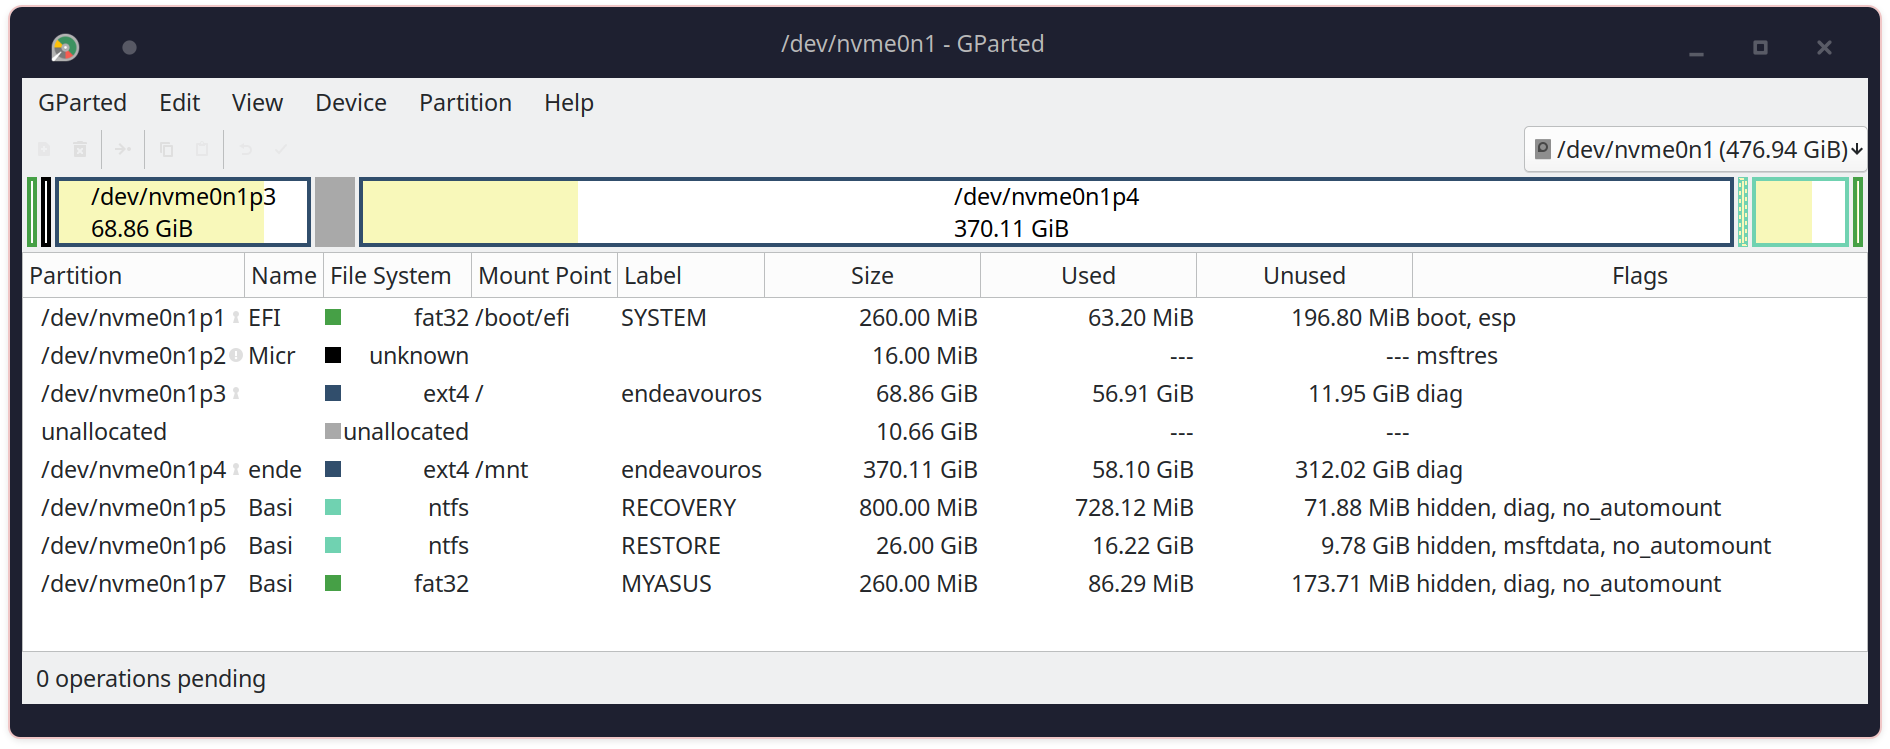 /dev/nvme0n1 - GParted
GParted Edit View Device Partition Help
/dev/nvme0n1 (476.94 GiB)
/dev/nvme0n1p3 /dev/nvme0n1p4
68.86 GiB 370.11 GiB
Partition Name File System Mount Point Label Size Used Unused Flags
/dev/nvme0n1p1 EFI fat32 /boot/efi SYSTEM 260.00 MiB 63.20 MiB 196.80 MiB boot, esp
/dev/nvme0n1p2 Micr unknown 16.00 MiB --- --- msftres
/dev/nvme0n1p3 ext4 / endeavouros 68.86 GiB 56.91 GiB 11.95 GiB diag
unallocated unallocated 10.66 GiB --- ---
/dev/nvme0n1p4 ende ext4 /mnt endeavouros 370.11 GiB 58.10 GiB 312.02 GiB diag
/dev/nvme0n1p5 Basi ntfs RECOVERY 800.00 MiB 728.12 MiB 71.88 MiB hidden, diag, no_automount
/dev/nvme0n1p6 Basi ntfs RESTORE 26.00 GiB 16.22 GiB 9.78 GiB hidden, msftdata, no_automount
/dev/nvme0n1p7 Basi fat32 MYASUS 260.00 MiB 86.29 MiB 173.71 MiB hidden, diag, no_automount
0 operations pending